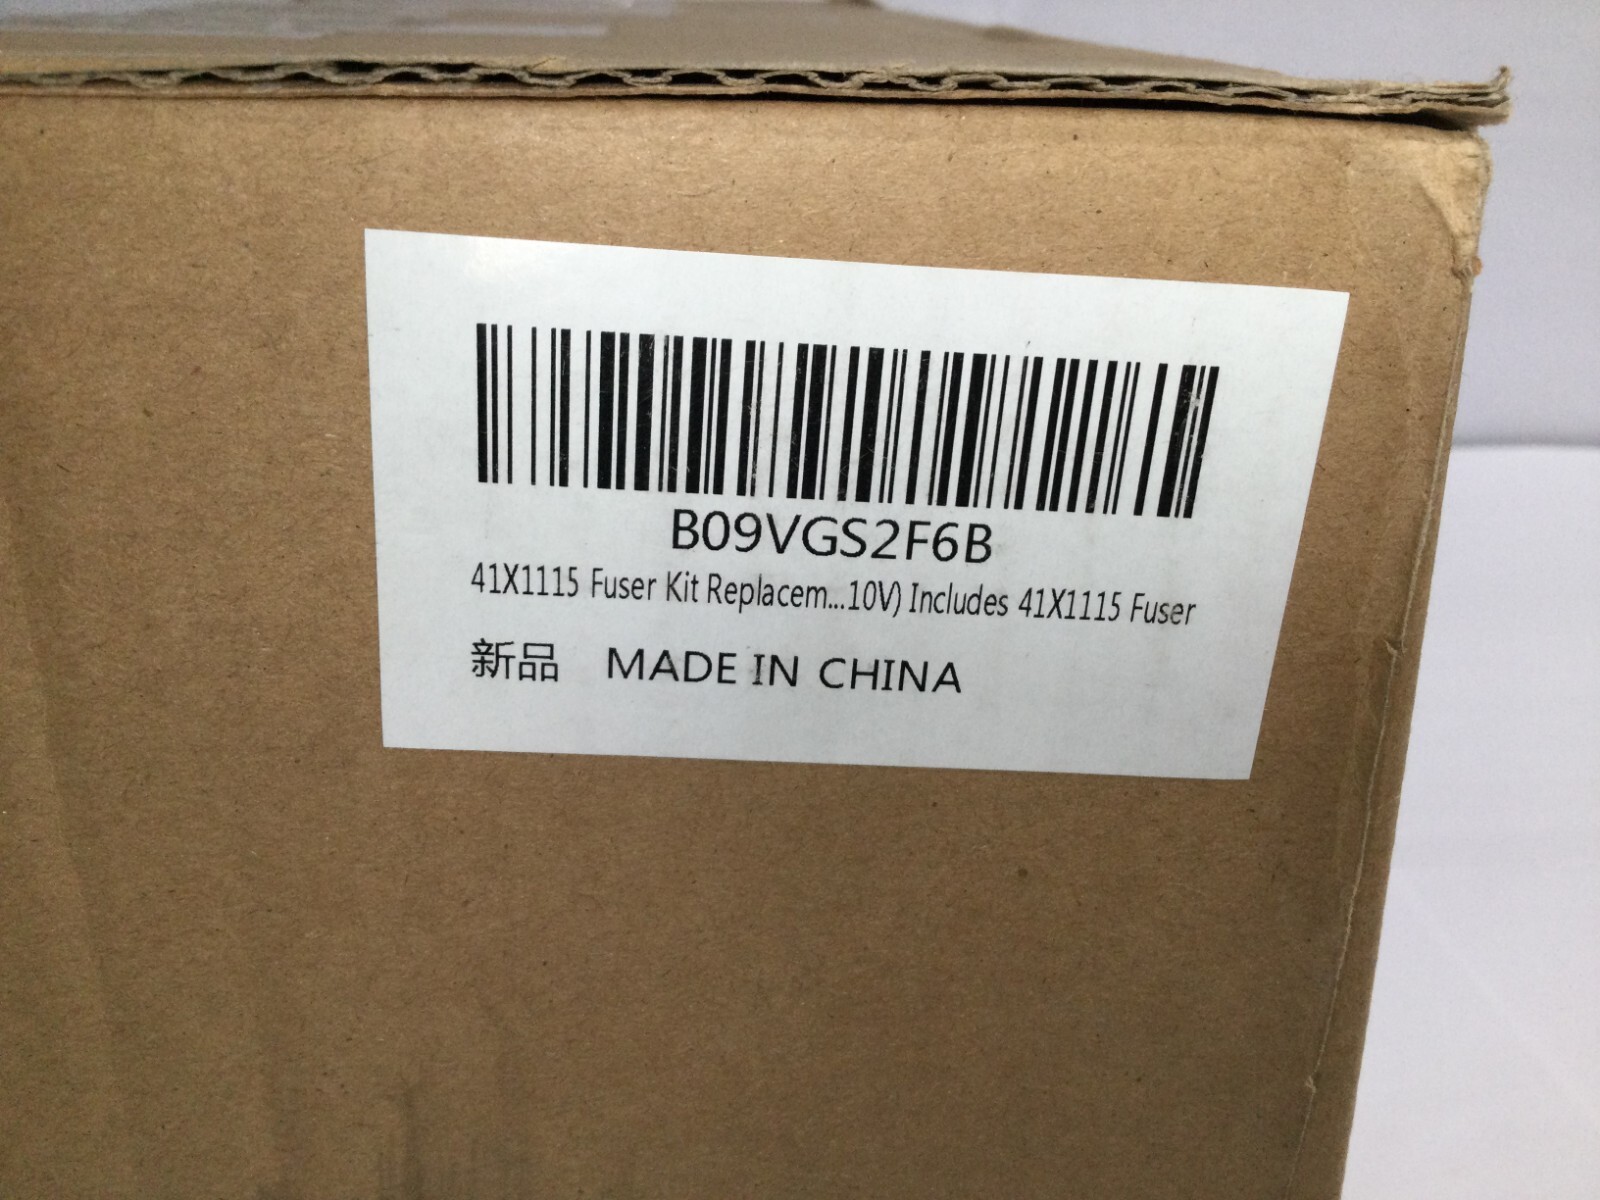 B09VGS2F6B
41X1115 Fuser Kit Replacem...10V) Includes 41X1115 Fuser
新品 MADE IN CHINA